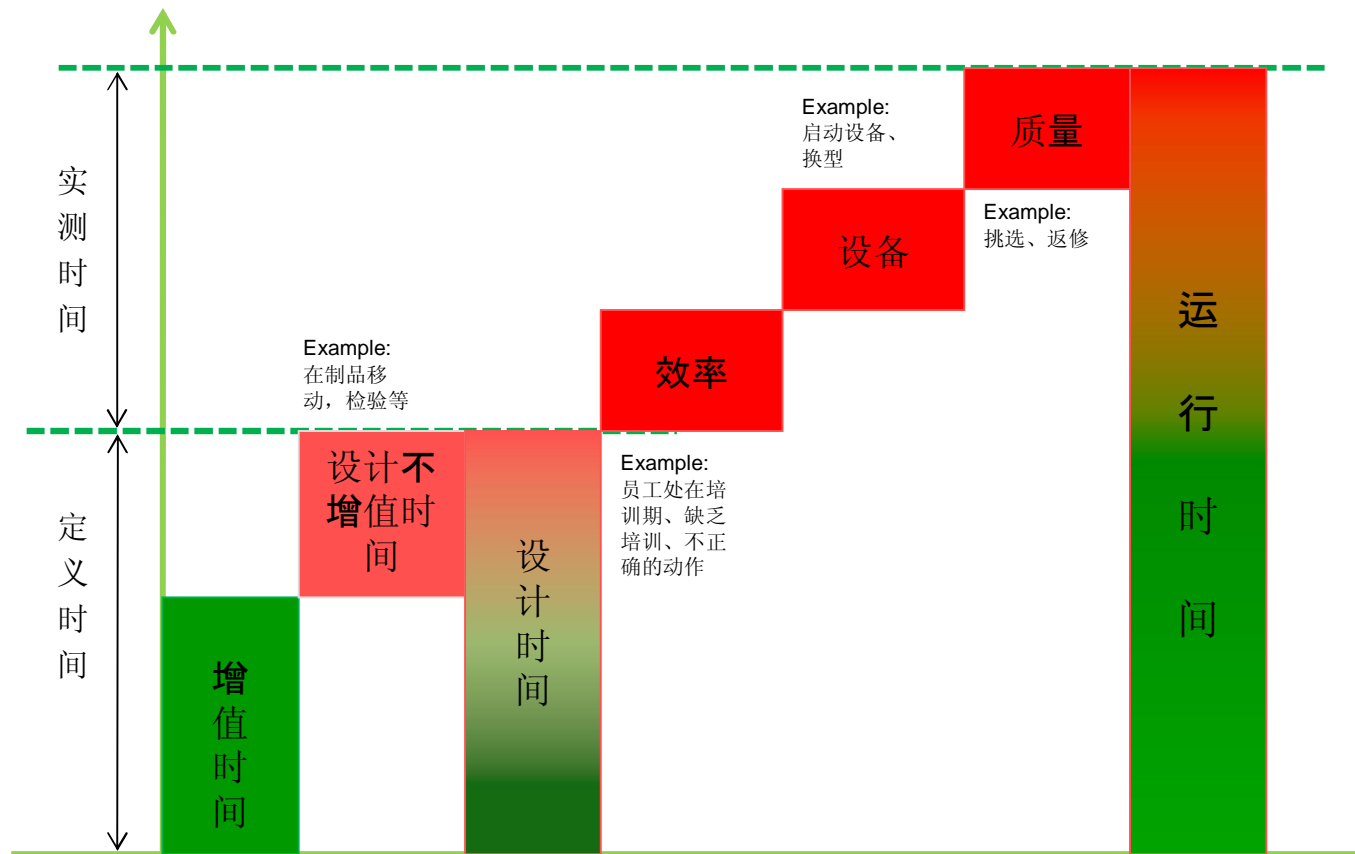 实测时间
定义时间
增值时间
Example:
在制品移
动，检验等
设计不
增值时
间
设计时间
效率
Example:
员工处在培
训期、缺乏
培训、不正
确的动作
Example:
启动设备、
换型
设备
质量
Example:
挑选、返修
运行时间